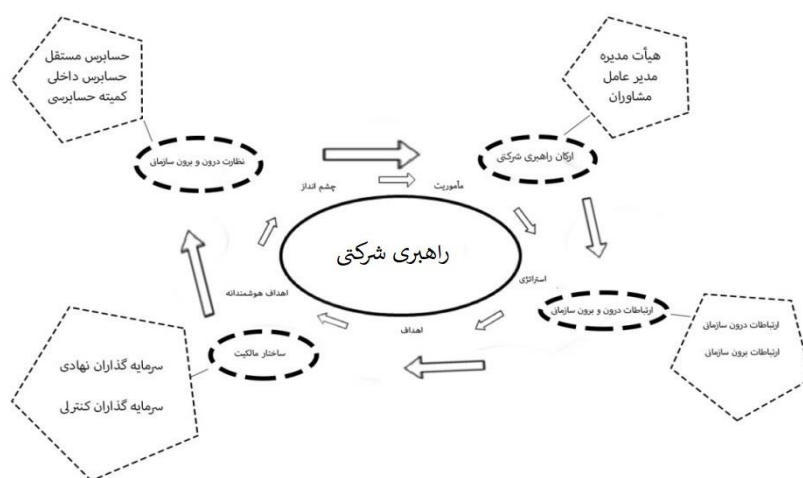 هیأت مدیره
مدیر عامل
مشاوران
حسابرس مستقل
حسابرس داخلی
کمیته حسابرسی
ارکان راهبری شرکتی
نظارت درون و برون سازمانی
مأموریت
چشم انداز
راهبری شرکتی
استراتژی
اهداف هوشمندانه
ارتباطات درون و برون سازمانی
اهداف
ساختار مالکیت
ارتباطات درون سازمانی
ارتباطات برون سازمانی
سرمایه گذاران نهادی
سرمایه گذاران کنترلی